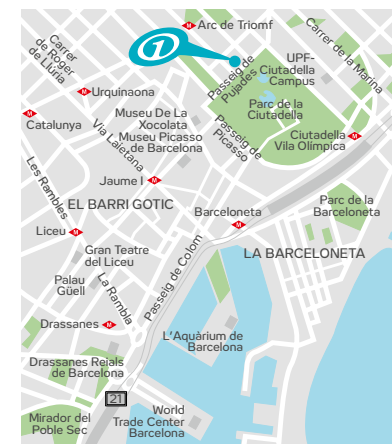 Arc de Triomf
1
Carrer
de Roger
de Llúria
Carrer de la Marina
Passeig de
Pujades
UPF-
Ciutadella
Campus
Urquinaona
Catalunya
Via Laietana
Museu De La
Xocolata
Museu Picasso
de Barcelona
Parc de la
Ciutadella
Passeig de
Picasso
Ciutadella
Vila Olímpica
Les Rambles
Jaume I
EL BARRI GOTIC
Barceloneta
Parc de la
Barceloneta
Liceu
Gran Teatre
del Liceu
LA BARCELONETA
Palau
Güell
La Rambla
Passeig de Colom
Drassanes
L'Aquàrium de
Barcelona
Drassanes Reials
de Barcelona
21
Mirador del
Poble Sec
World
Trade Center
Barcelona